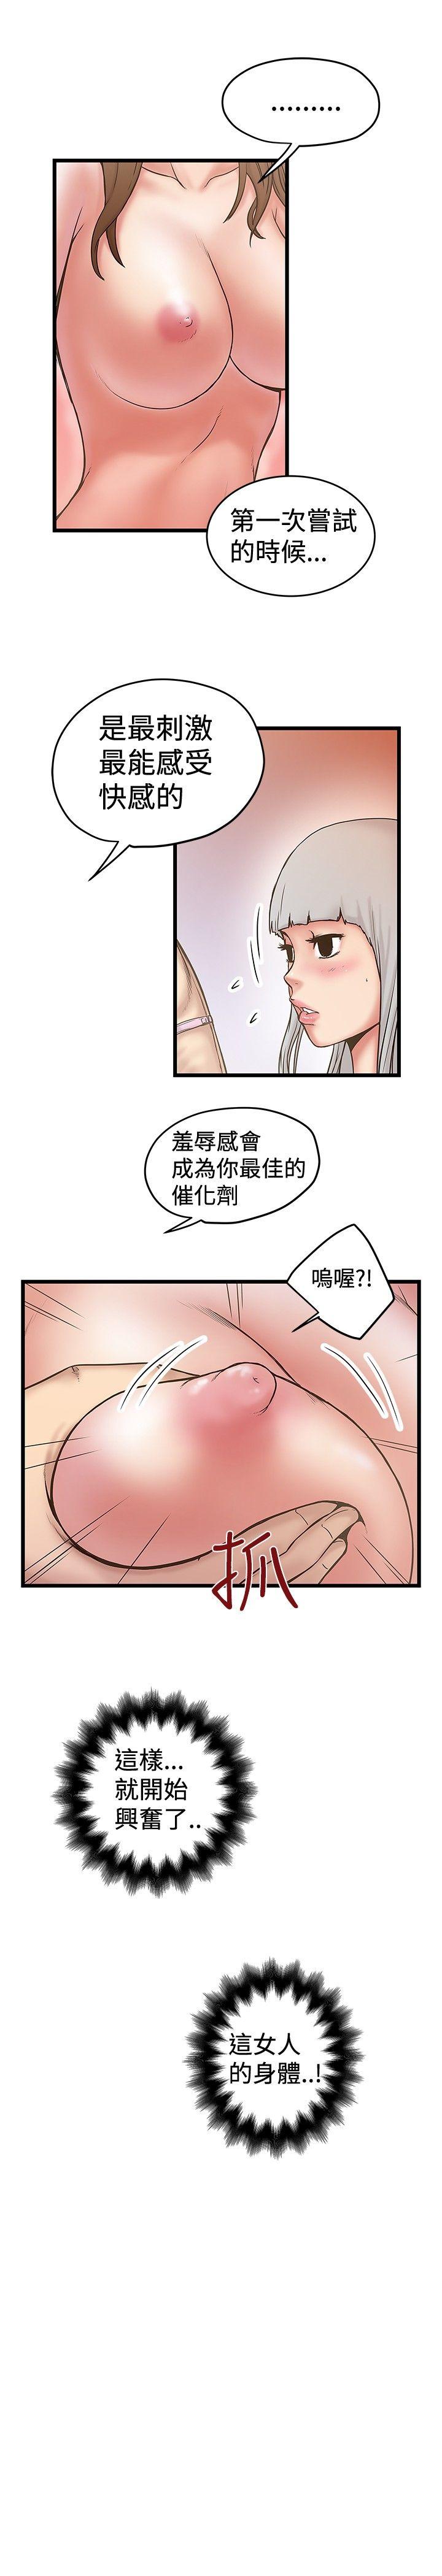 ………
第一次嘗試
的時候...
是最刺激
最能感受
快感的
羞辱感會
成為你最佳的
催化劑
嗚喔?!
抓
這樣...
就開始
興奮了..
這女人
的身體..!